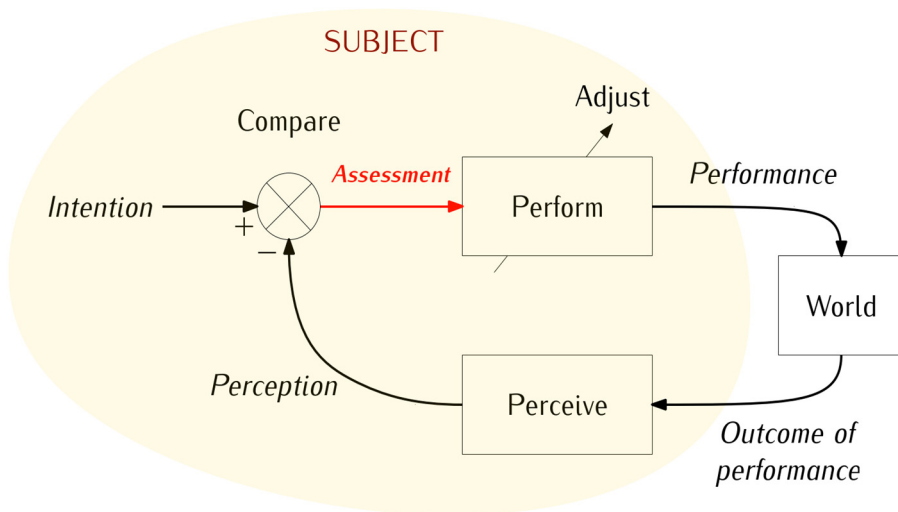 SUBJECT
Adjust
Compare
Assessment
Performance
Intention
Perform
+
−
World
Perception
Perceive
Outcome of
performance